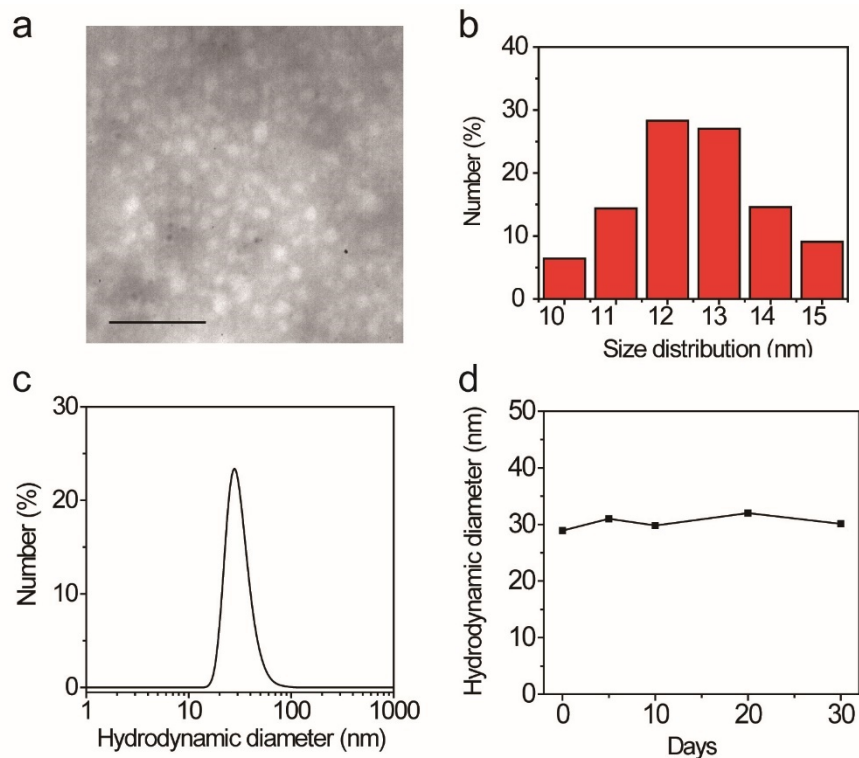 a
b
40
30
20
10
0
Number (%)
10 11 12 13 14 15
Size distribution (nm)
c
30
20
10
0
Number (%)
1 10 100 1000
Hydrodynamic diameter (nm)
d
50
40
30
20
10
0
Hydrodynamic diameter (nm)
0 10 20 30
Days